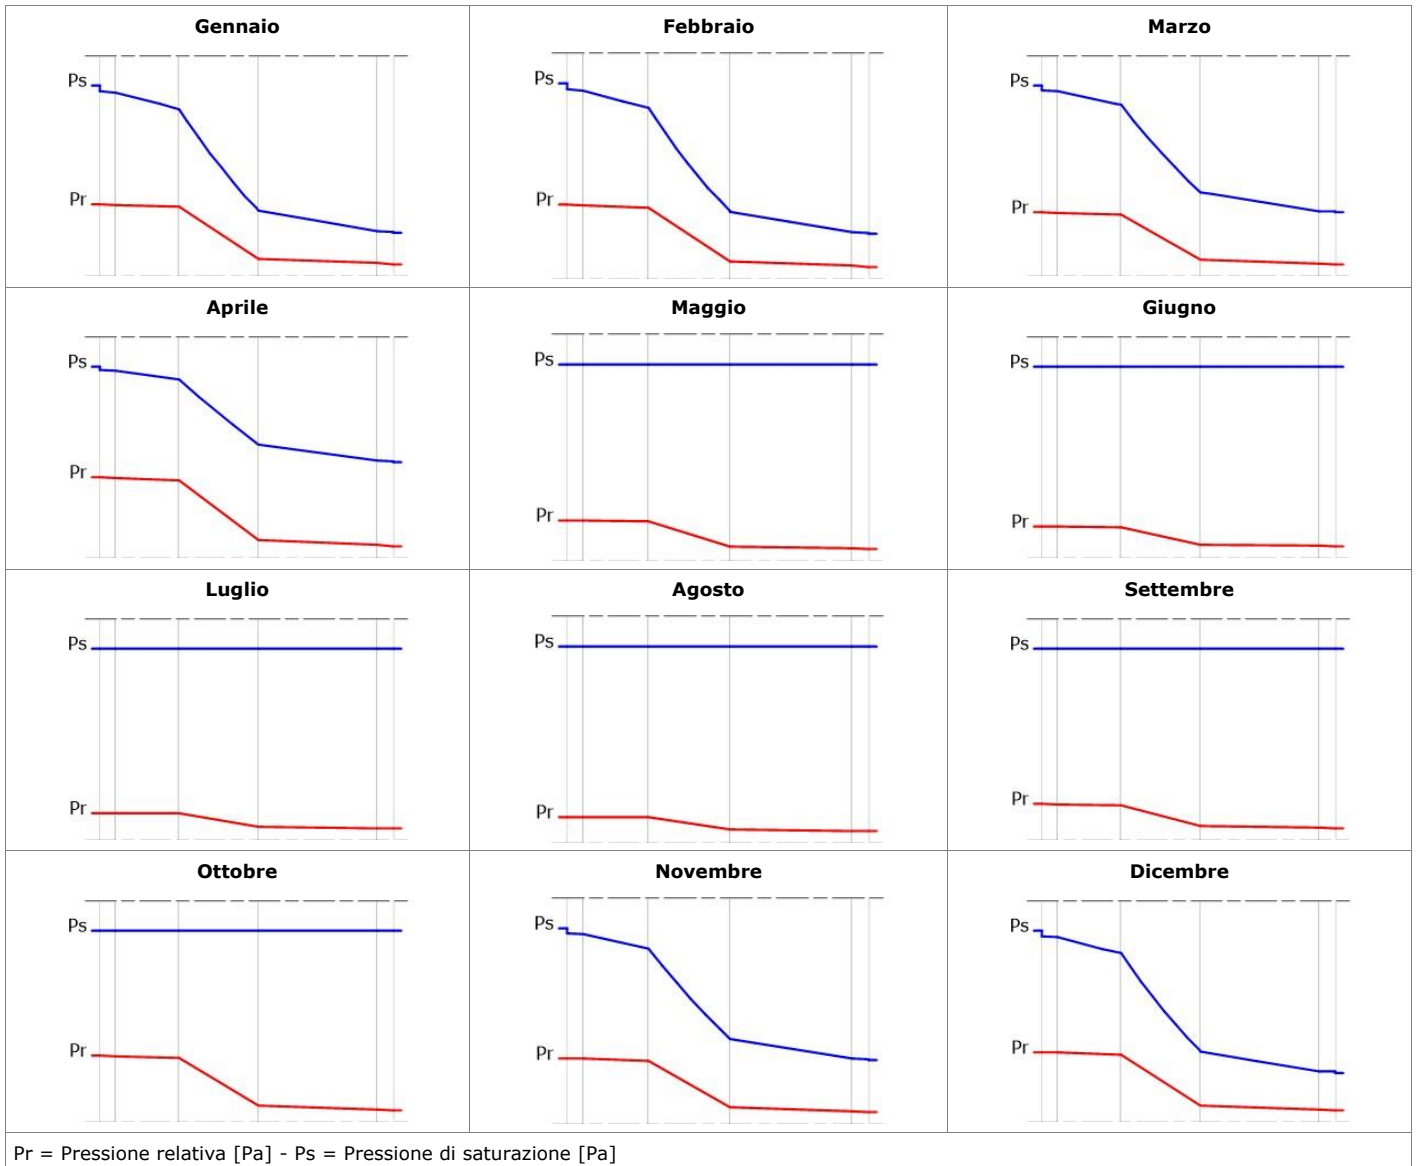 Gennaio
Febbraio
Marzo
Ps
Pr
Ps
Pr
Ps
Pr
Aprile
Maggio
Giugno
Ps
Pr
Ps
Pr
Ps
Pr
Luglio
Agosto
Settembre
Ps
Pr
Ps
Pr
Ps
Pr
Ottobre
Novembre
Dicembre
Ps
Pr
Ps
Pr
Ps
Pr
Pr = Pressione relativa [Pa] - Ps = Pressione di saturazione [Pa]